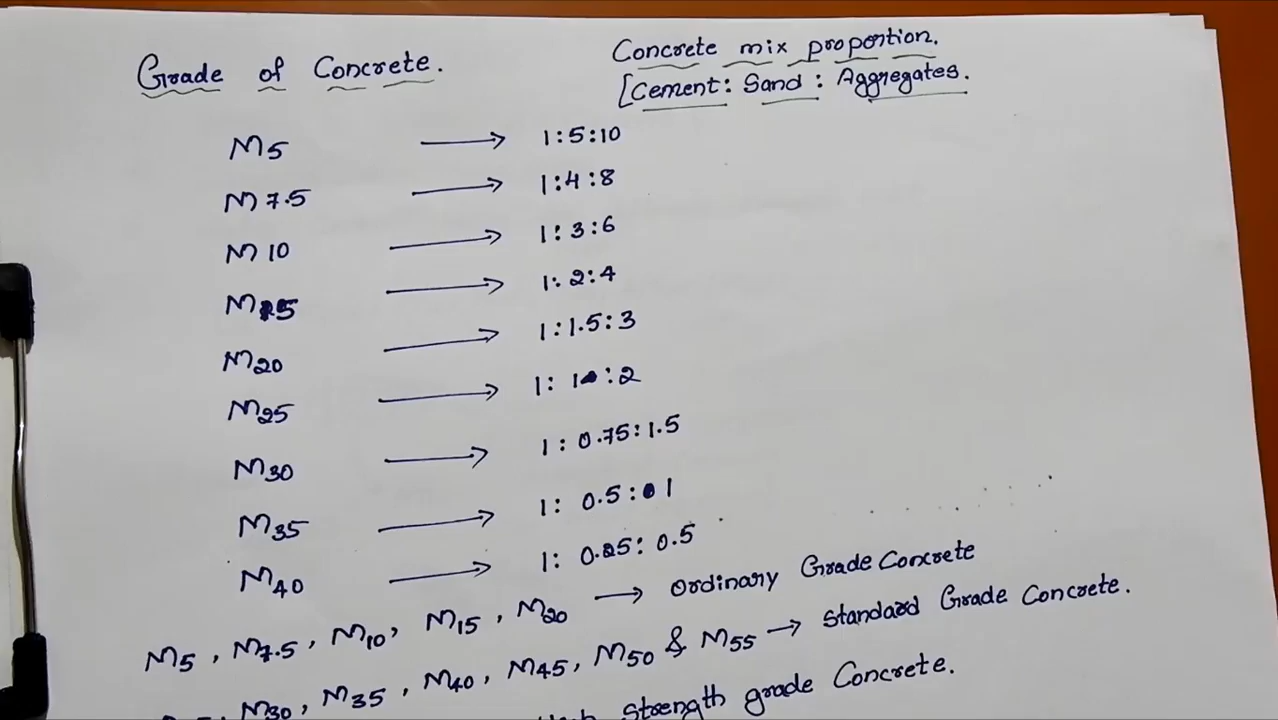 Grade of Concrete.
Concrete mix proportion.
[Cement: Sand : Aggregates.
M5 → 1:5:10
M7.5 → 1:4:8
M10 → 1:3:6
M15 → 1:2:4
M20 → 1:1.5:3
M25 → 1:1:2
M30 → 1:0.75:1.5
M35 → 1:0.5:1
M40 → 1:0.25:0.5
M5, M7.5, M10, M15, M20 → Ordinary Grade Concrete
M30, M35, M40, M45, M50 & M55 → Standard Grade Concrete.
Strength grade Concrete.